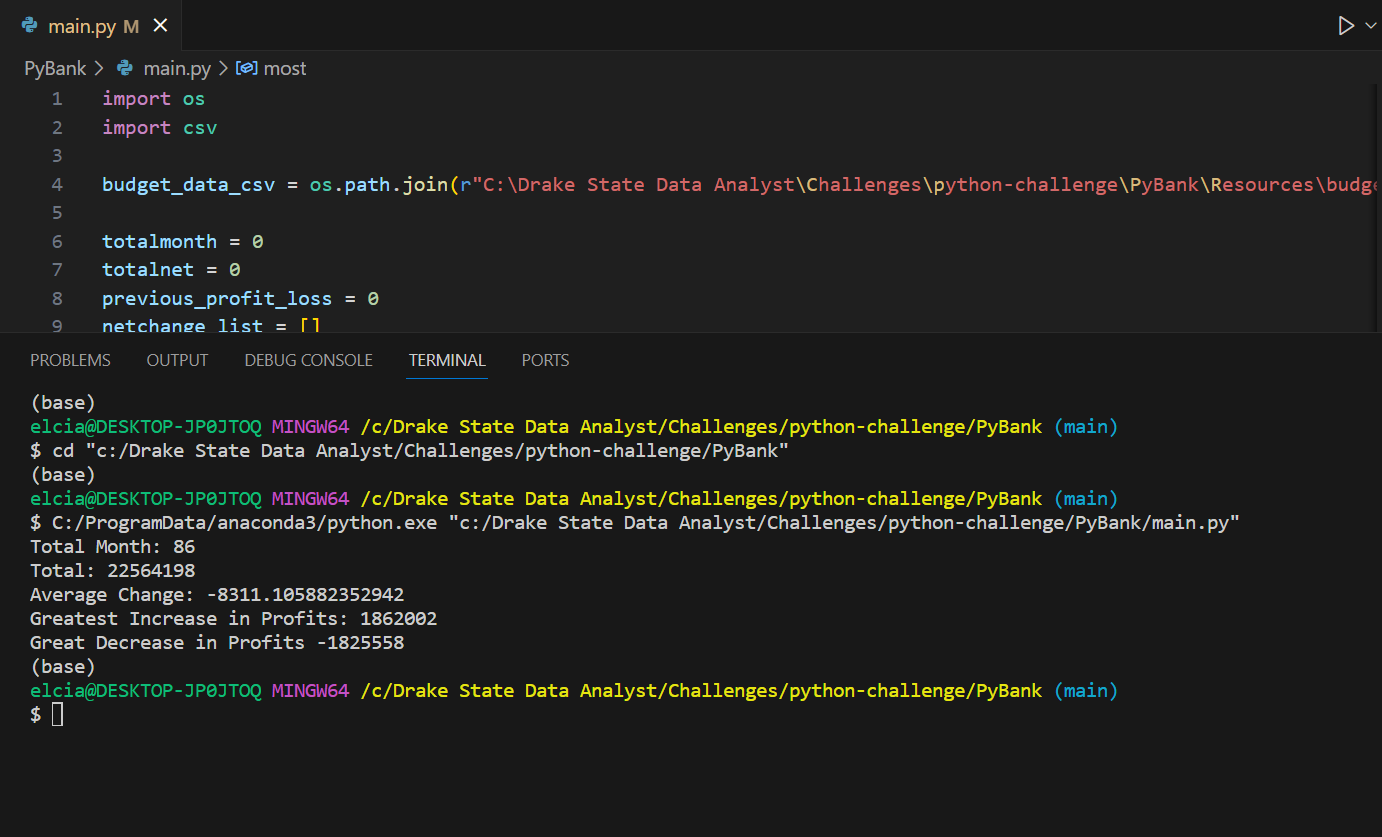 main.py M
PyBank > main.py > most
1 import os
2 import csv
3
4 budget_data_csv = os.path.join(r"C:\Drake State Data Analyst\Challenges\python-challenge\PyBank\Resources\budge
5
6 totalmonth = 0
7 totalnet = 0
8 previous_profit_loss = 0
9 netchange_list = []
PROBLEMS OUTPUT DEBUG CONSOLE TERMINAL PORTS
(base)
elcia@DESKTOP-JP0JTOQ MINGW64 /c/Drake State Data Analyst/Challenges/python-challenge/PyBank (main)
$ cd "c:/Drake State Data Analyst/Challenges/python-challenge/PyBank"
(base)
elcia@DESKTOP-JP0JTOQ MINGW64 /c/Drake State Data Analyst/Challenges/python-challenge/PyBank (main)
$ C:/ProgramData/anaconda3/python.exe "c:/Drake State Data Analyst/Challenges/python-challenge/PyBank/main.py"
Total Month: 86
Total: 22564198
Average Change: -8311.105882352942
Greatest Increase in Profits: 1862002
Great Decrease in Profits -1825558
(base)
elcia@DESKTOP-JP0JTOQ MINGW64 /c/Drake State Data Analyst/Challenges/python-challenge/PyBank (main)
$